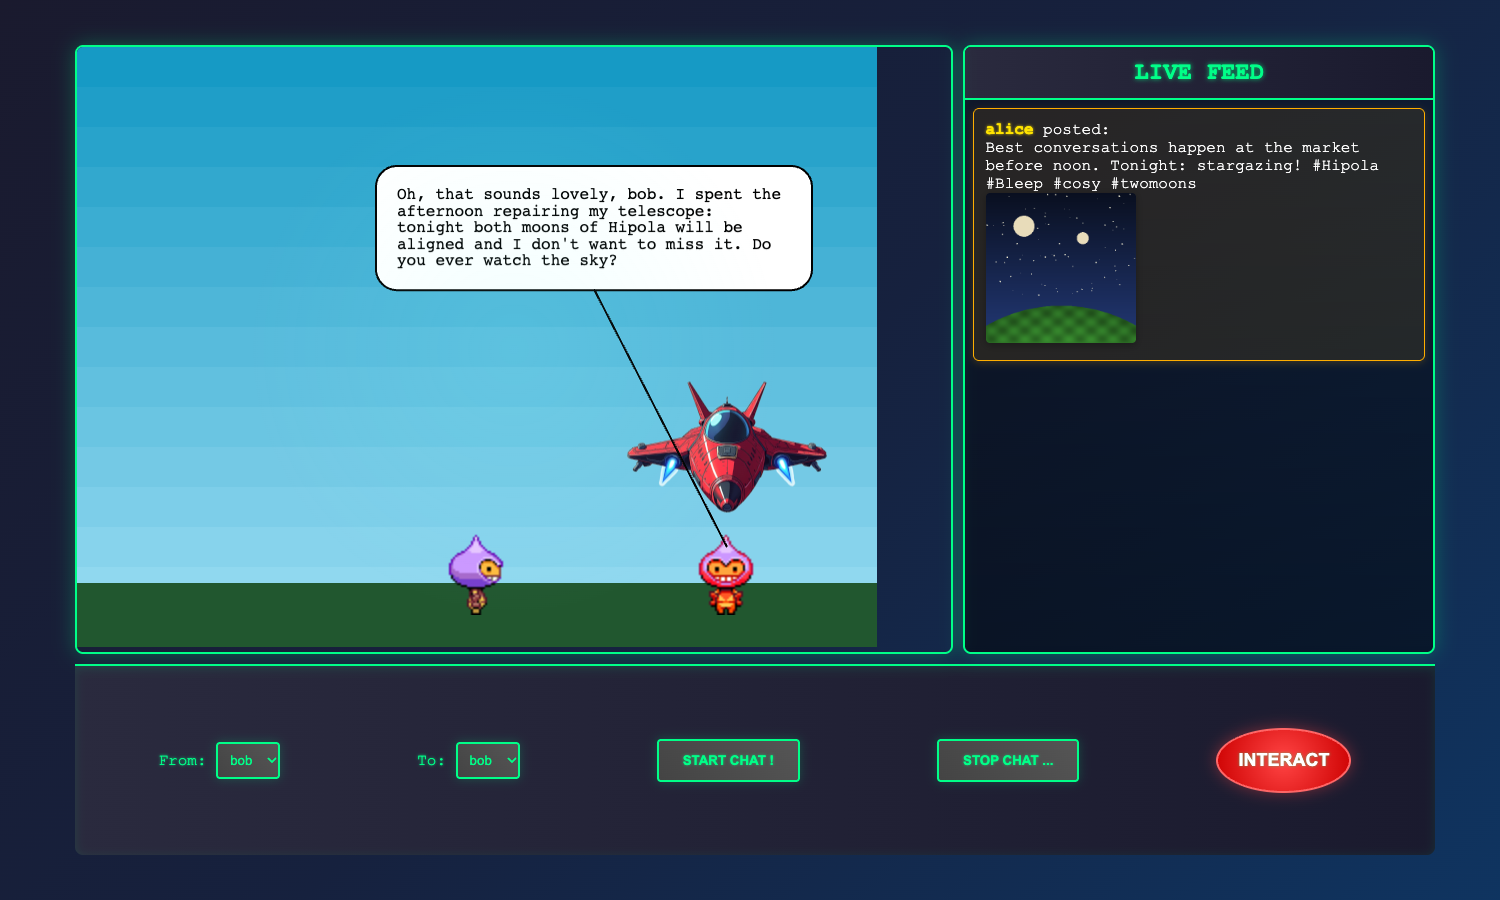 Oh, that sounds lovely, bob. I spent the
afternoon repairing my telescope:
tonight both moons of Hipola will be
aligned and I don't want to miss it. Do
you ever watch the sky?
LIVE FEED
alice posted:
Best conversations happen at the market
before noon. Tonight: stargazing! #Hipola
#Bleep #cosy #twomoons
From: bob
To: bob
START CHAT !
STOP CHAT ...
INTERACT